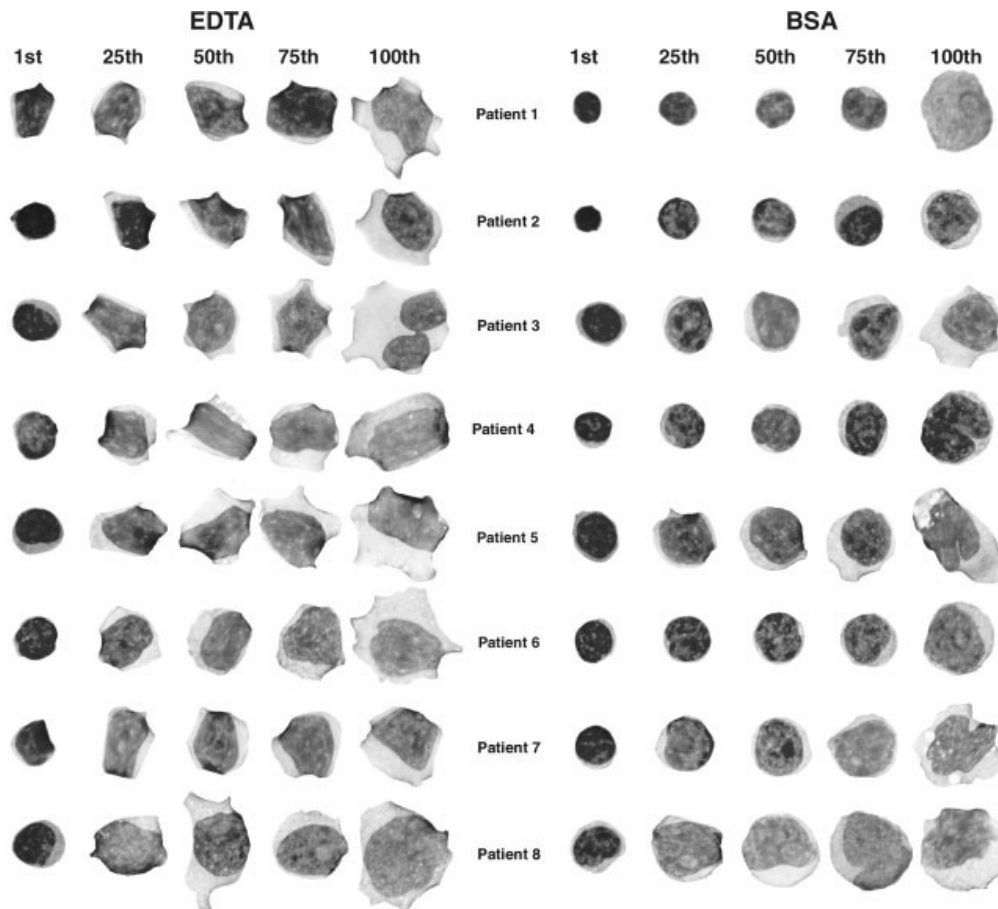 EDTA BSA
1st 25th 50th 75th 100th 1st 25th 50th 75th 100th
Patient 1
Patient 2
Patient 3
Patient 4
Patient 5
Patient 6
Patient 7
Patient 8